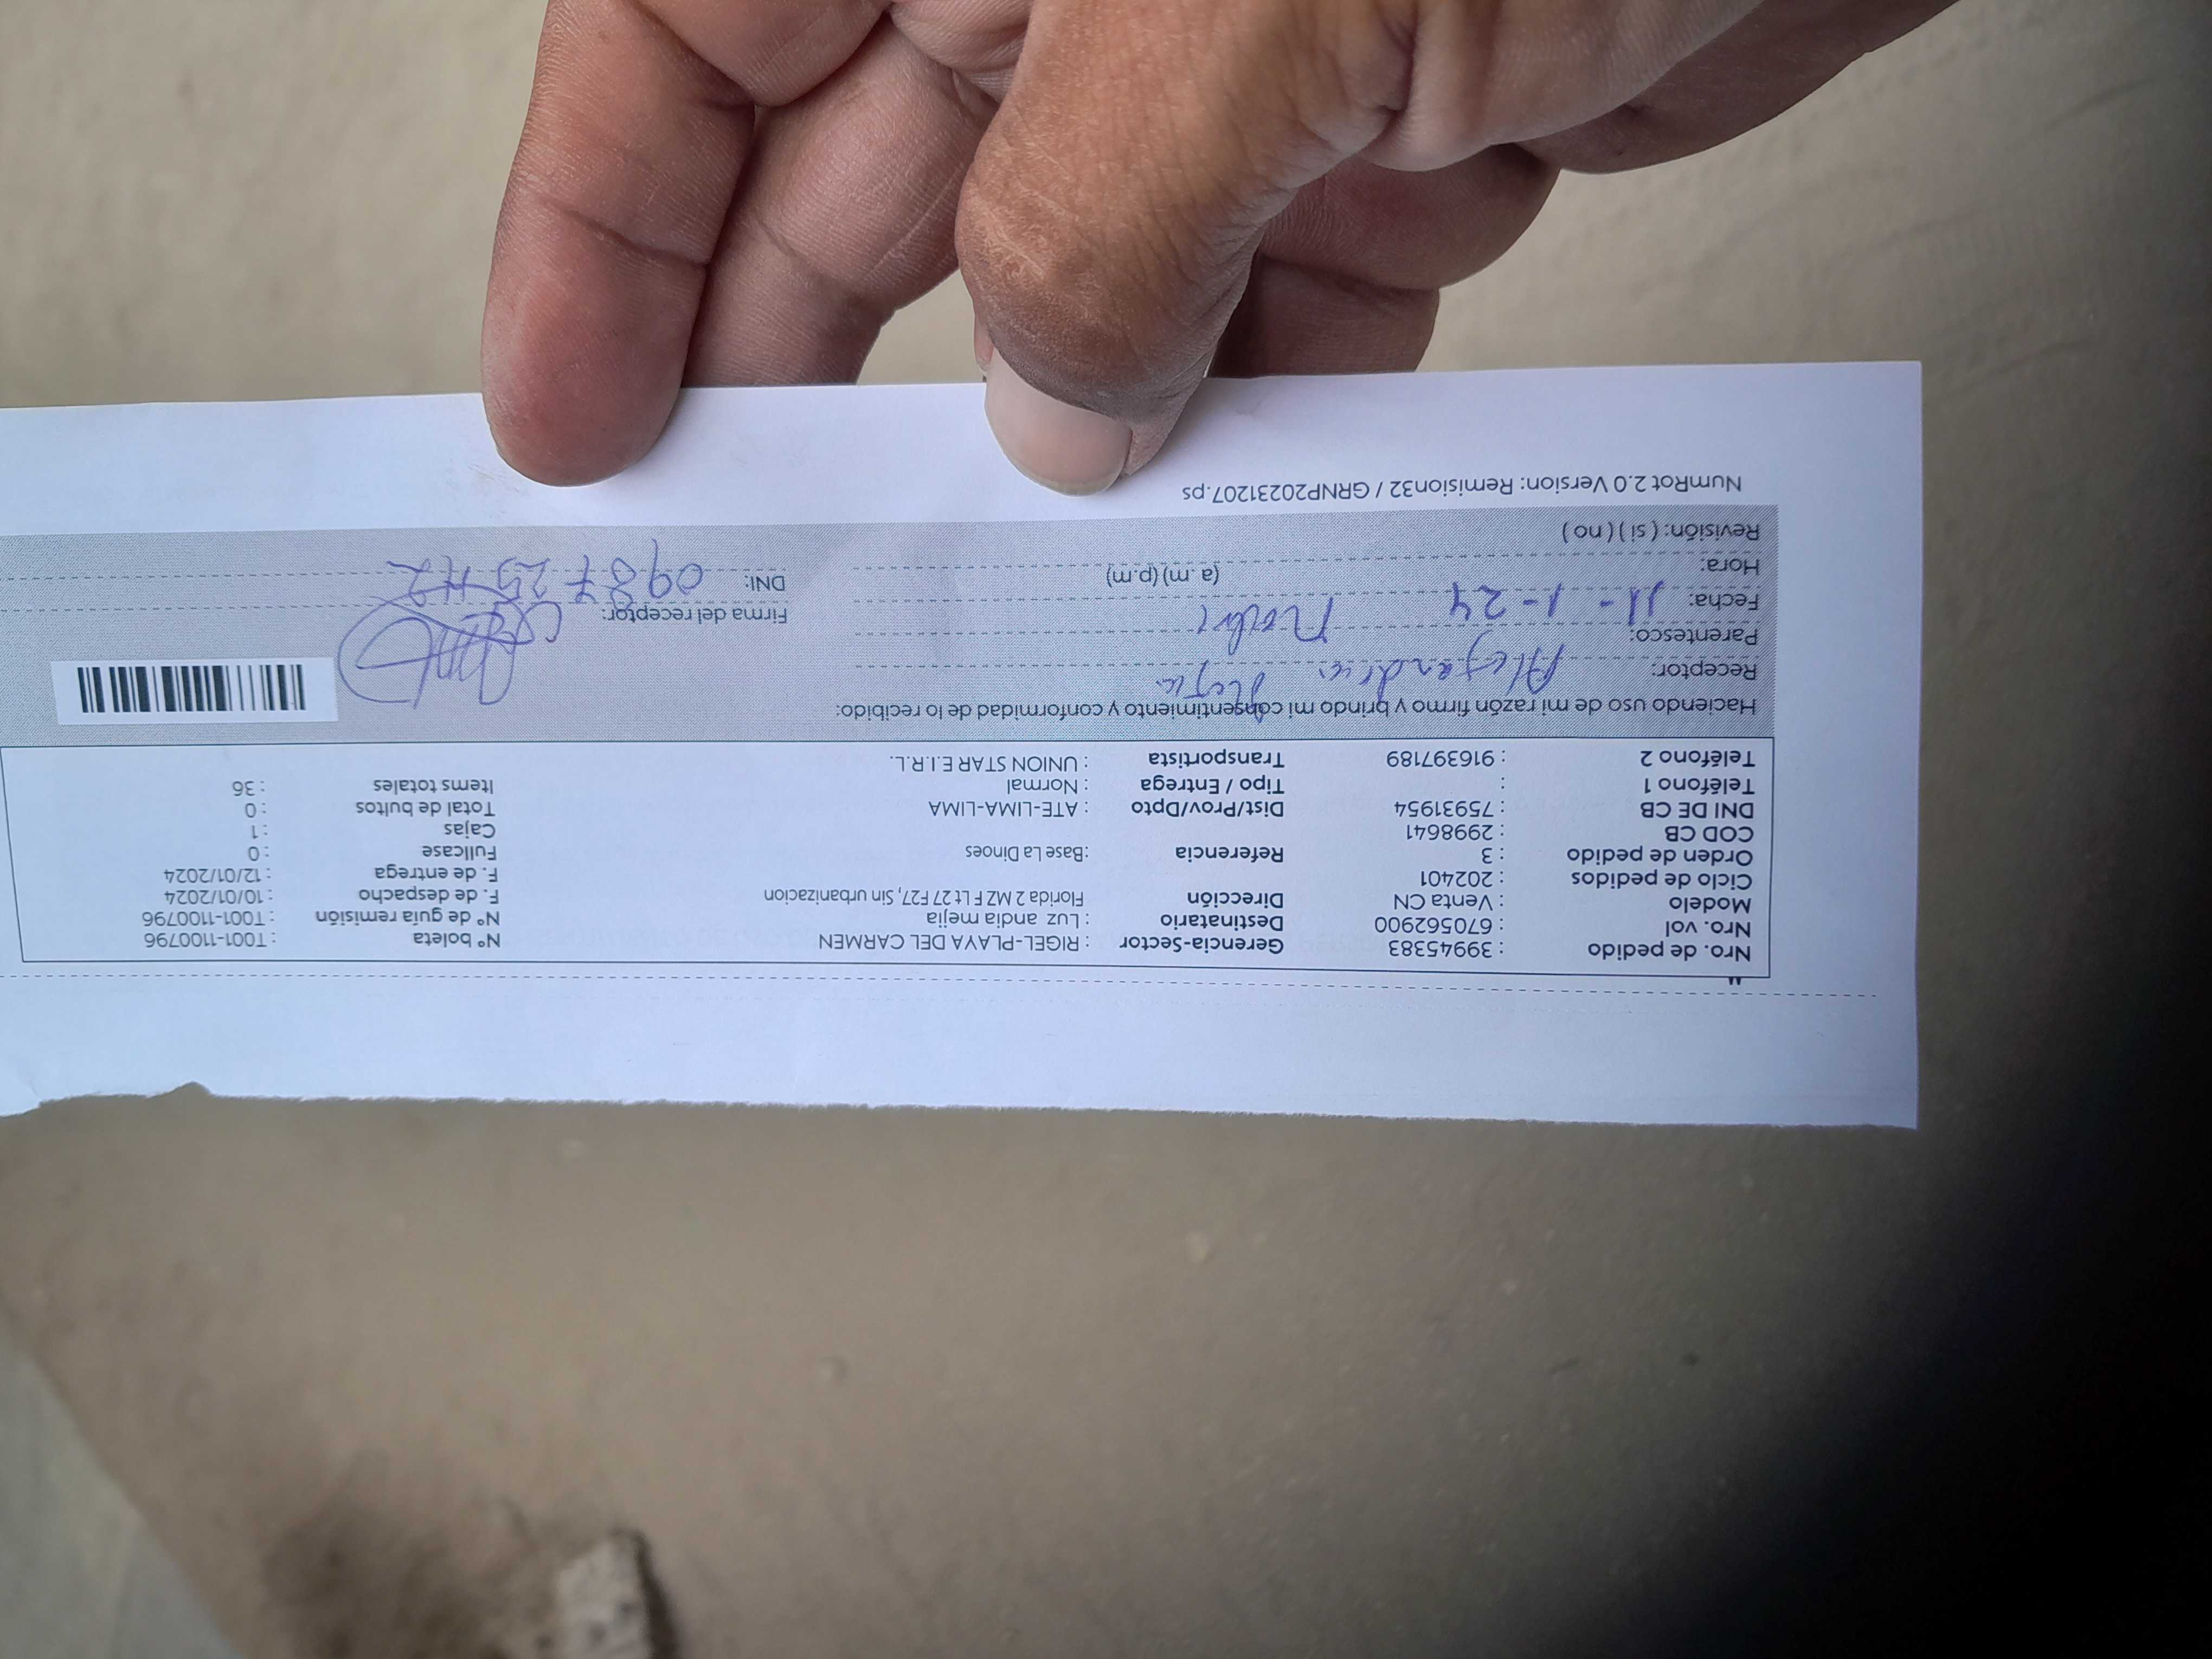 Nro. de pedido : 39945383 Gerencia-Sector : RIGEL-PLAYA DEL CARMEN Nº boleta : T001-1100796
Nro. vol : 670562900 Destinatario : Luz andia mejia Nº de guía remisión : T001-1100796
Modelo : Venta CN Dirección Florida 2 MZ F Lt 27 F27, Sin urbanizacion F. de despacho : 10/01/2024
Ciclo de pedidos : 202401 F. de entrega : 12/01/2024
Orden de pedido : 3 Referencia :Base La Dinoes Fullcase : 0
COD CB : 2998641 Cajas : 1
DNI DE CB : 75931954 Dist/Prov/Dpto : ATE-LIMA-LIMA Total de bultos : 0
Teléfono 1 : Tipo / Entrega : Normal Items totales : 36
Teléfono 2 : 916397189 Transportista : UNION STAR E.I.R.L.
Haciendo uso de mi razón firmo y brindo mi consentimiento y conformidad de lo recibido:
Receptor: Alejandrina Mejia
Parentesco: Madre Firma del receptor:
Fecha: 11-1-24 DNI: 09872542
Hora: (a .m) (p.m)
Revisión: ( si ) ( no )
NumRot 2.0 Version: Remision32 / GRNP20231207.ps